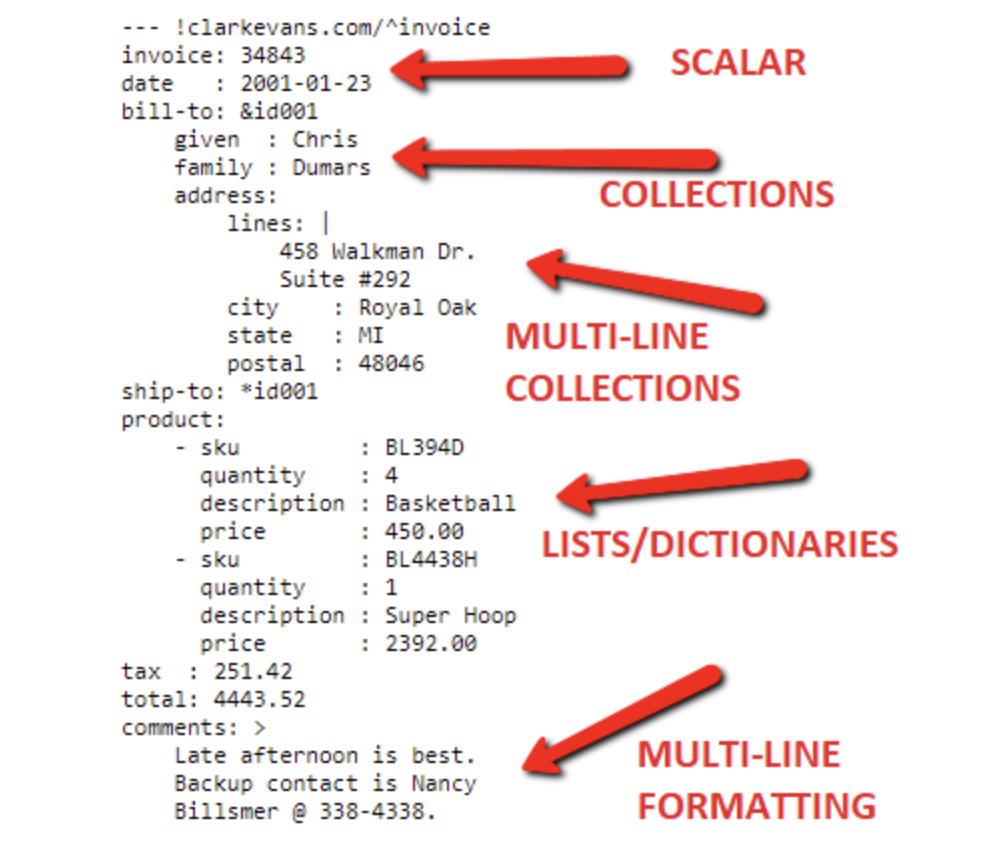 --- !clarkevans.com/^invoice
invoice: 34843
date   : 2001-01-23
SCALAR
bill-to: &id001
    given  : Chris
    family : Dumars
COLLECTIONS
    address:
        lines: |
            458 Walkman Dr.
            Suite #292
        city    : Royal Oak
        state   : MI
        postal  : 48046
MULTI-LINE
COLLECTIONS
ship-to: *id001
product:
    - sku         : BL394D
      quantity    : 4
      description : Basketball
      price       : 450.00
LISTS/DICTIONARIES
    - sku         : BL4438H
      quantity    : 1
      description : Super Hoop
      price       : 2392.00
tax  : 251.42
total: 4443.52
comments: >
    Late afternoon is best.
    Backup contact is Nancy
    Billsmer @ 338-4338.
MULTI-LINE
FORMATTING